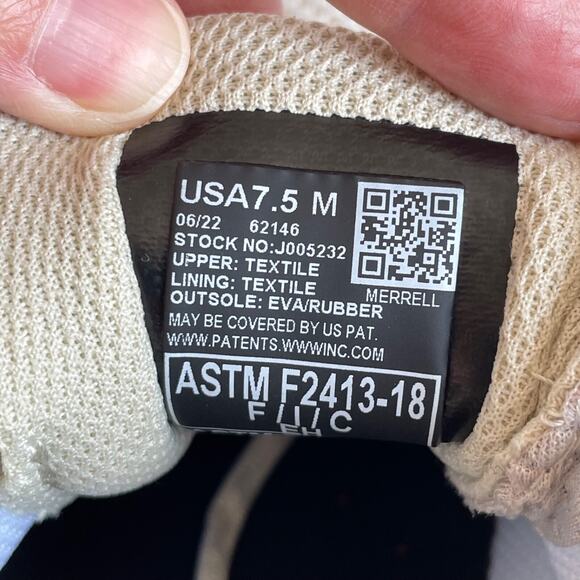 USA7.5 M
06/22 62146
STOCK NO:J005232
UPPER: TEXTILE
LINING: TEXTILE
OUTSOLE: EVA/RUBBER
MERRELL
MAY BE COVERED BY US PAT.
WWW.PATENTS.WWWINC.COM
ASTM F2413-18
F/I/C
EH